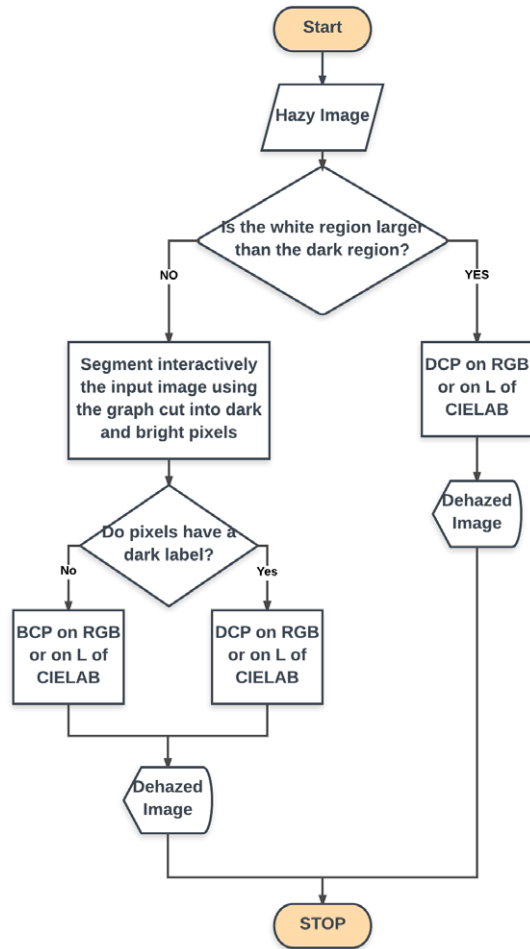 Start
Hazy Image
Is the white region larger
than the dark region?
NO
YES
Segment interactively
the input image using
the graph cut into dark
and bright pixels
DCP on RGB
or on L of
CIELAB
Dehazed
Image
Do pixels have a
dark label?
No
Yes
BCP on RGB
or on L of
CIELAB
DCP on RGB
or on L of
CIELAB
Dehazed
Image
STOP